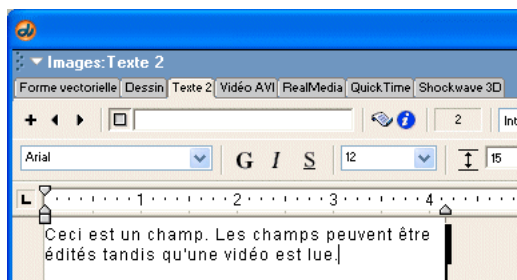 Images: Texte 2
Forme vectorielle Dessin Texte 2 Vidéo AVI RealMedia QuickTime Shockwave 3D
2 Int
Arial G I S 12 15
1 2 3 4
Ceci est un champ. Les champs peuvent être
édités tandis qu'une vidéo est lue.